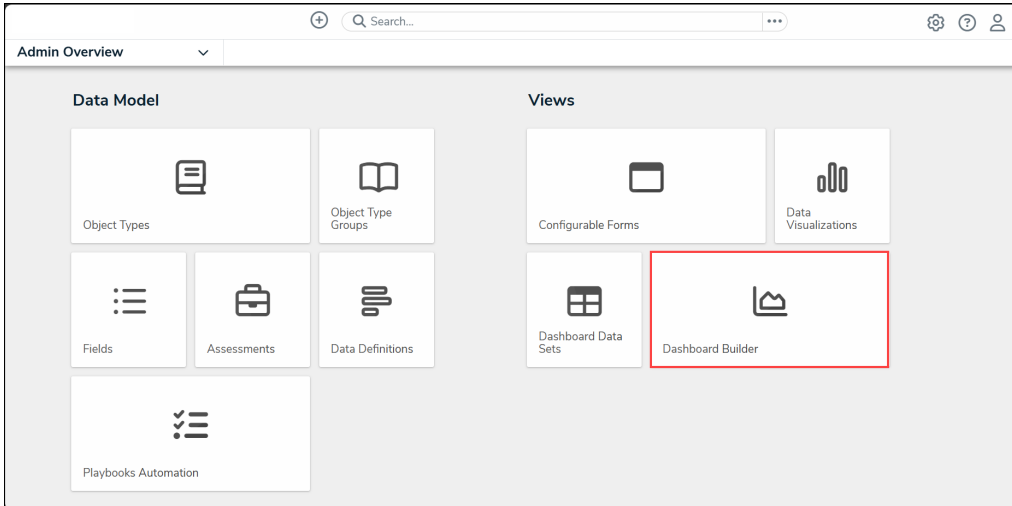 Search...
Admin Overview
Data Model
Views
Object Types
Object Type
Groups
Configurable Forms
Data
Visualizations
Fields
Assessments
Data Definitions
Dashboard Data
Sets
Dashboard Builder
Playbooks Automation